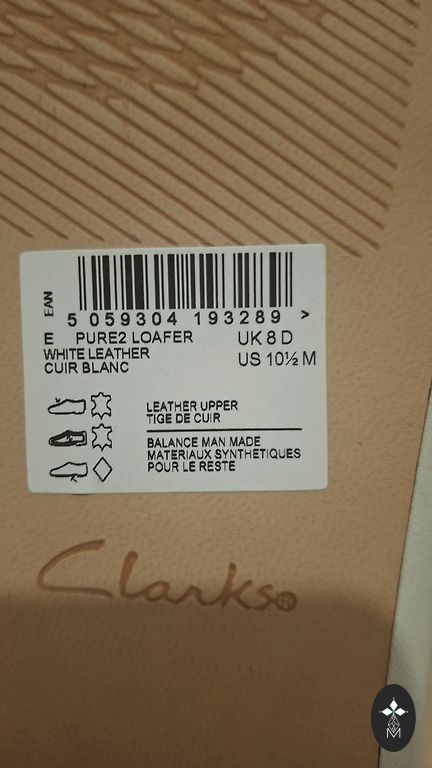 EAN
5 059304 193289 >
E PURE2 LOAFER UK 8 D
WHITE LEATHER US 10½ M
CUIR BLANC
LEATHER UPPER
TIGE DE CUIR
BALANCE MAN MADE
MATERIAUX SYNTHETIQUES
POUR LE RESTE
Clarks®
M